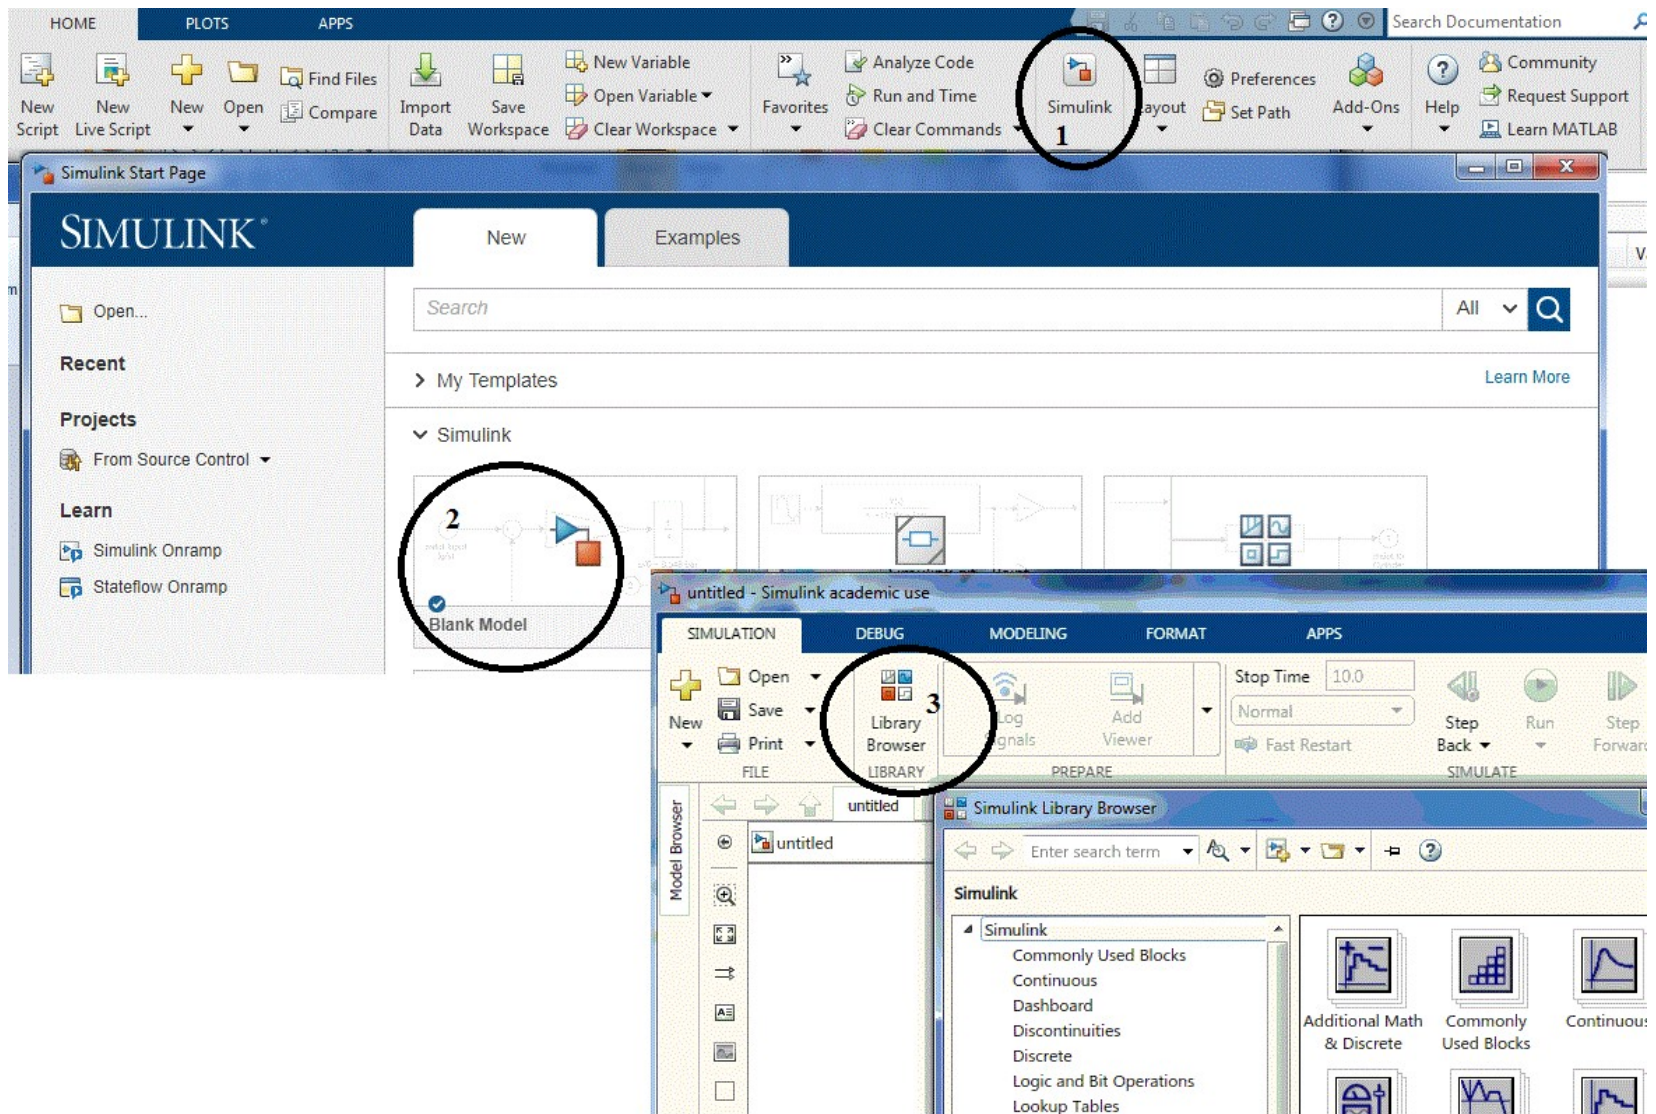 HOME PLOTS APPS
Search Documentation
New Script
New Live Script
New
Open
Find Files
Compare
Import Data
Save Workspace
New Variable
Open Variable
Clear Workspace
Favorites
Analyze Code
Run and Time
Clear Commands
Simulink
1
ayout
Preferences
Set Path
Add-Ons
Help
Community
Request Support
Learn MATLAB
Simulink Start Page
SIMULINK®
New
Examples
Open...
Recent
Projects
From Source Control
Learn
Simulink Onramp
Stateflow Onramp
Search
All
My Templates
Learn More
Simulink
2
Blank Model
untitled - Simulink academic use
SIMULATION DEBUG MODELING FORMAT APPS
New
Open
Save
Print
FILE
3
Library
Browser
LIBRARY
Log
ignals
Add
Viewer
PREPARE
Stop Time 10.0
Normal
Fast Restart
Step
Back
Run
Step
Forwar
SIMULATE
Model Browser
untitled
untitled
Simulink Library Browser
Enter search term
Simulink
Simulink
Commonly Used Blocks
Continuous
Dashboard
Discontinuities
Discrete
Logic and Bit Operations
Lookup Tables
Additional Math
& Discrete
Commonly
Used Blocks
Continuous